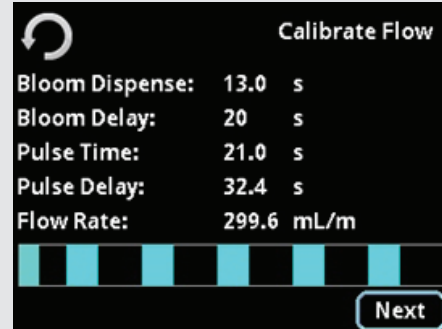 Calibrate Flow
Bloom Dispense: 13.0 s
Bloom Delay: 20 s
Pulse Time: 21.0 s
Pulse Delay: 32.4 s
Flow Rate: 299.6 mL/m
Next